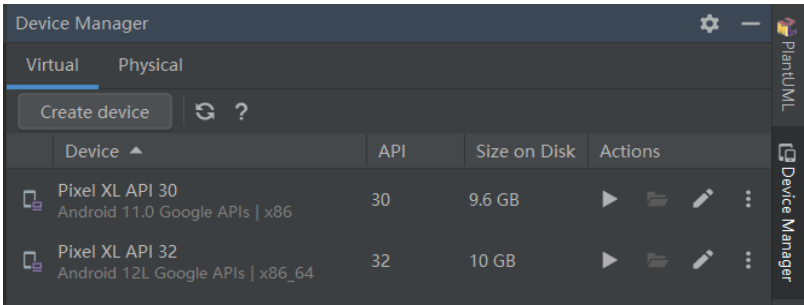 Device Manager
Virtual Physical
Create device ?
Device API Size on Disk Actions
Pixel XL API 30
Android 11.0 Google APIs | x86
30 9.6 GB
Pixel XL API 32
Android 12L Google APIs | x86_64
32 10 GB
PlantUML
Device Manager